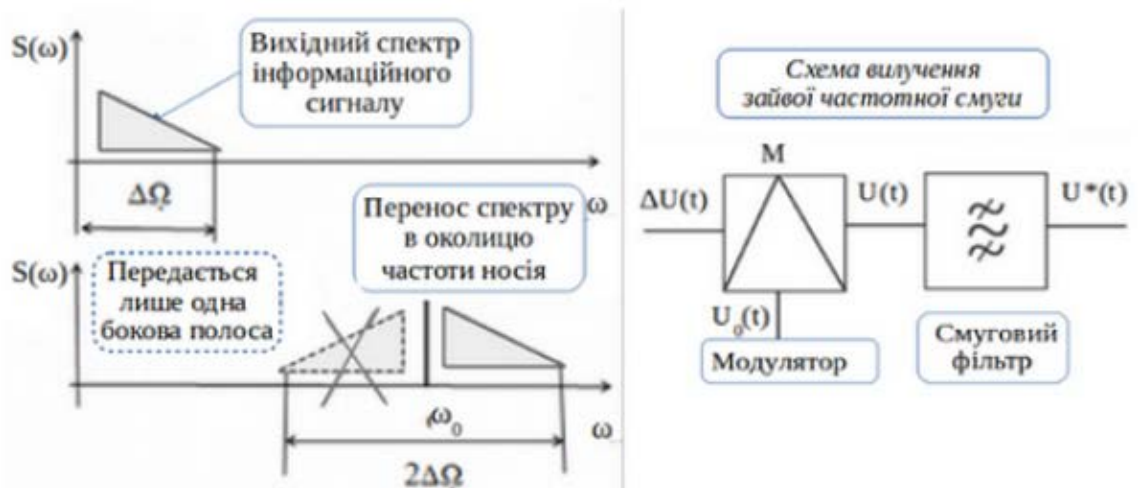 S(ω)
Вихідний спектр
інформаційного
сигналу
ΔΩ
ω
Перенос спектру
в околицю
частоти носія
S(ω)
Передасться
лише одна
бокова полоса
ω₀
ω
2ΔΩ
Схема вилучення
зайвої частотної смуги
M
ΔU(t)
U(t)
U*(t)
U₀(t)
Модулятор
Смуговий
фільтр